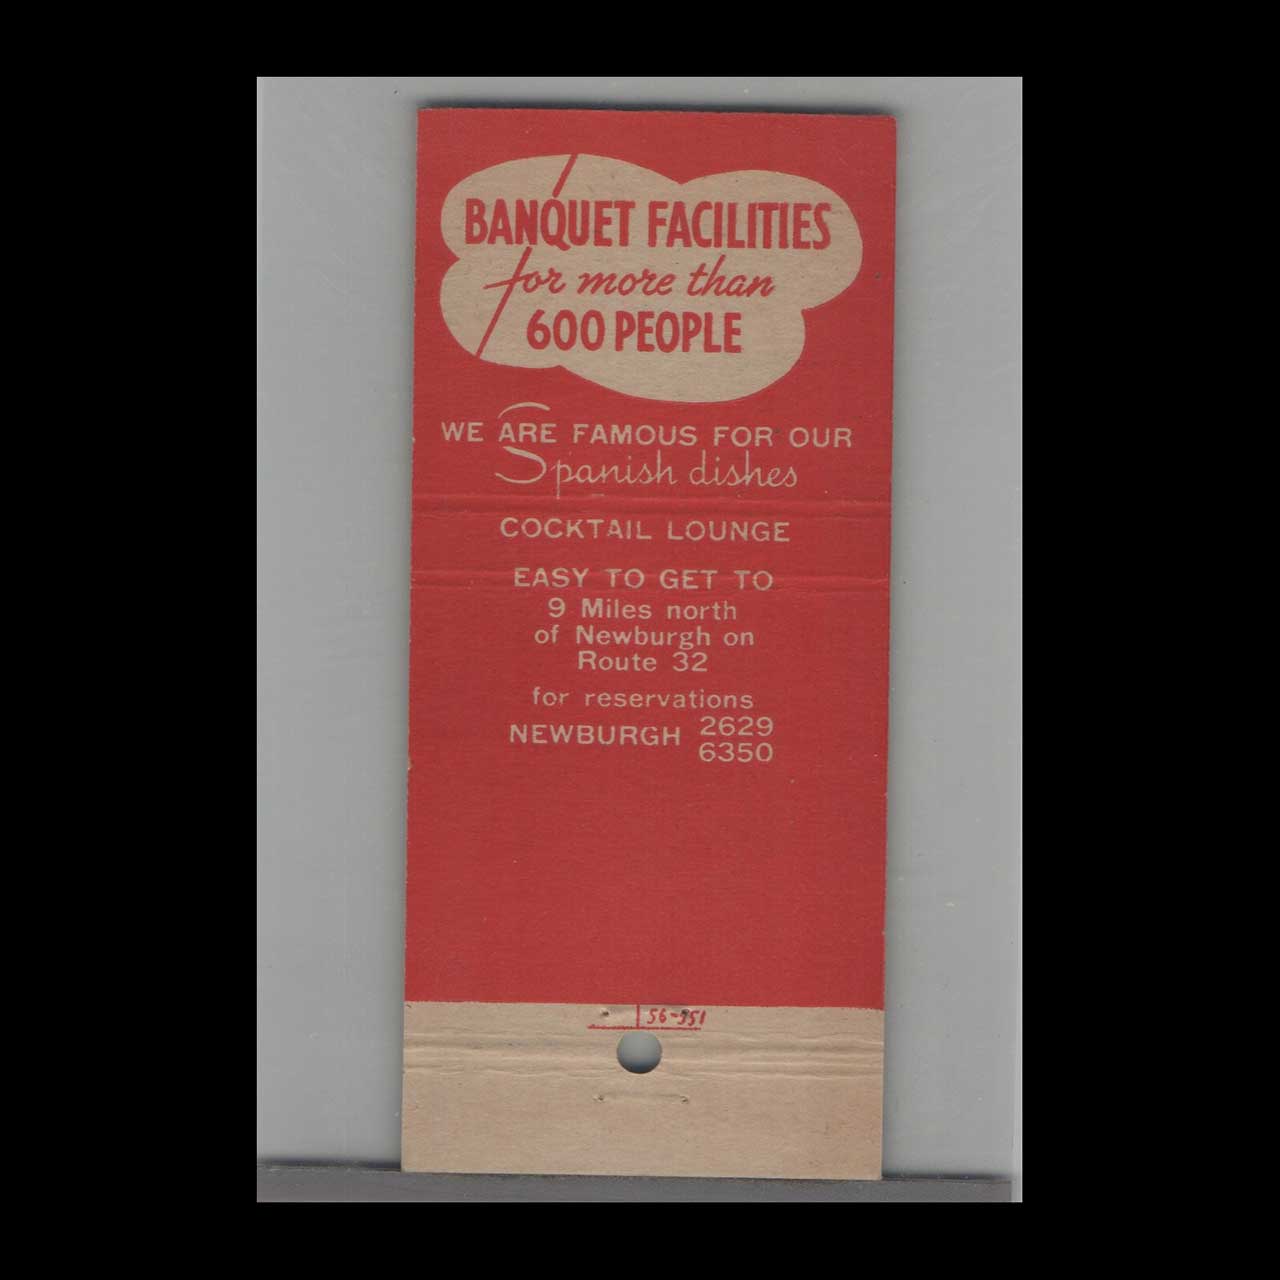 BANQUET FACILITIES
for more than
600 PEOPLE
WE ARE FAMOUS FOR OUR
Spanish dishes
COCKTAIL LOUNGE
EASY TO GET TO
9 Miles north
of Newburgh on
Route 32
for reservations
NEWBURGH 2629
6350
56-951